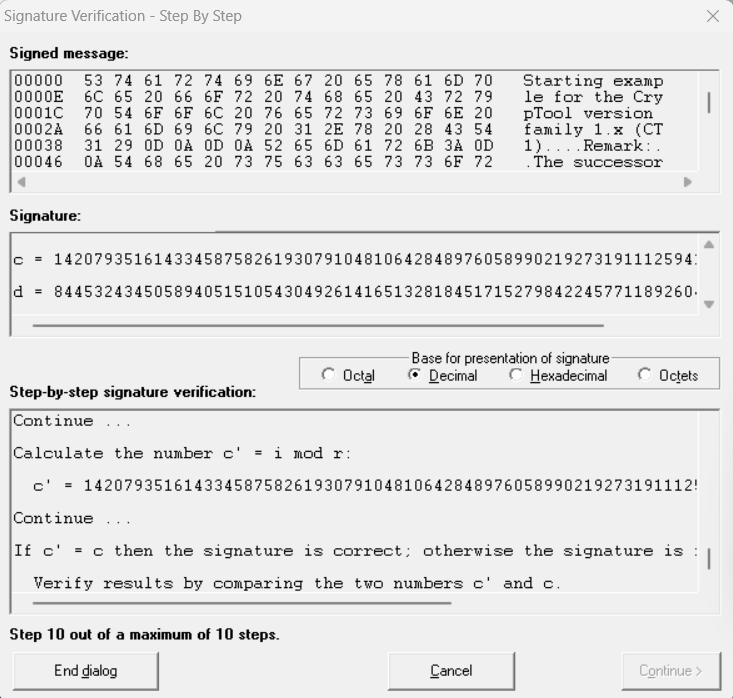 Signature Verification - Step By Step
Signed message:
00000 53 74 61 72 74 69 6E 67 20 65 78 61 6D 70 Starting examp
0000E 6C 65 20 66 6F 72 20 74 68 65 20 43 72 79 le for the Cry
0001C 70 54 6F 6F 6C 20 76 65 72 73 69 6F 6E 20 pTool version
0002A 66 61 6D 69 6C 79 20 31 2E 78 20 28 43 54 family 1.x (CT
00038 31 29 0D 0A 0D 0A 52 65 6D 61 72 6B 3A 0D 1)....Remark:.
00046 0A 54 68 65 20 73 75 63 63 65 73 73 6F 72 .The successor
Signature:
c = 14207935161433458758261930791048106428489760589902192731911125941
d = 84453243450589405151054304926141651328184517152798422457711892604
Base for presentation of signature
Octal Decimal Hexadecimal Octets
Step-by-step signature verification:
Continue ...
Calculate the number c' = i mod r:
c' = 14207935161433458758261930791048106428489760589902192731911125
Continue ...
If c' = c then the signature is correct; otherwise the signature is
Verify results by comparing the two numbers c' and c.
Step 10 out of a maximum of 10 steps.
End dialog Cancel Continue >